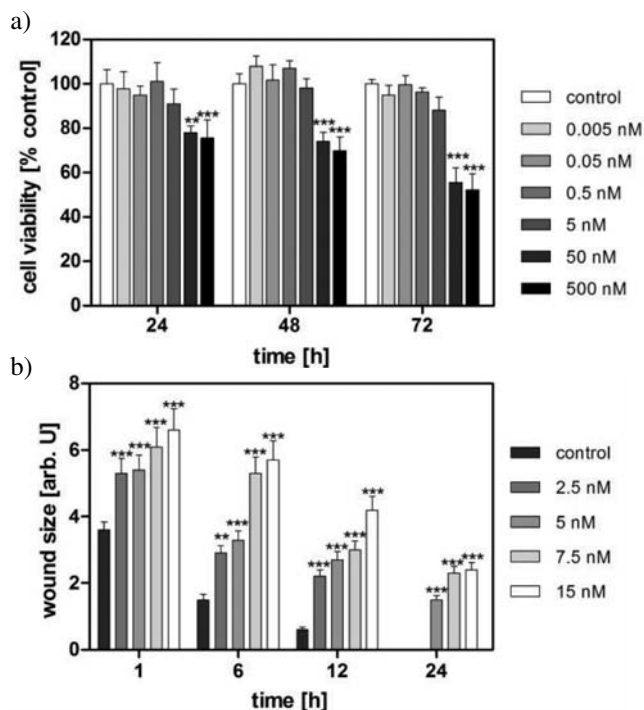 a)
cell viability [% control]
120
100
80
60
40
20
0
** ***
*** ***
*** ***
24 48 72
time [h]
control
0.005 nM
0.05 nM
0.5 nM
5 nM
50 nM
500 nM
b)
wound size [arb. U]
8
6
4
2
0
*** *** *** ***
** *** *** ***
*** *** *** ***
*** *** ***
1 6 12 24
time [h]
control
2.5 nM
5 nM
7.5 nM
15 nM